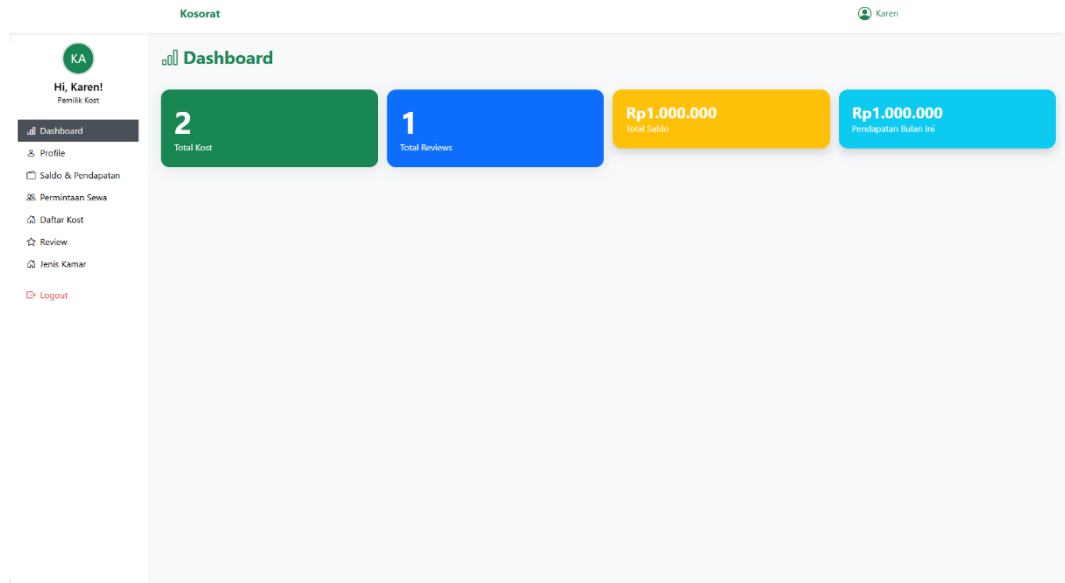 Kosorat
Karen
KA
Hi, Karen!
Pemilik Kost
Dashboard
Profile
Saldo & Pendapatan
Permintaan Sewa
Daftar Kost
Review
Jenis Kamar
Logout
Dashboard
2
Total Kost
1
Total Reviews
Rp1.000.000
Total Saldo
Rp1.000.000
Pendapatan Bulan Ini